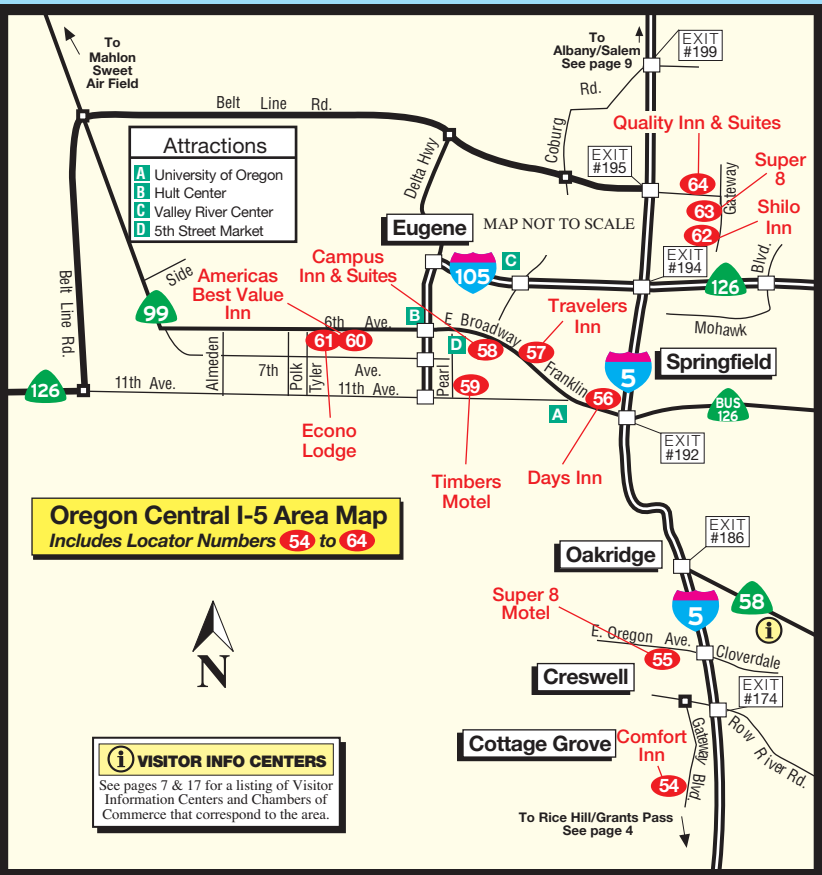 To
Mahlon
Sweet
Air Field
To
Albany/Salem
See page 9
EXIT
#199
Belt Line Rd.
Rd.
Coburg
Delta Hwy
Quality Inn & Suites
EXIT
#195
Super
8
64
63
62
Gateway
Shilo
Inn
Attractions
A University of Oregon
B Hult Center
C Valley River Center
D 5th Street Market
Eugene
MAP NOT TO SCALE
105
C
EXIT
#194
126
Blvd.
Mohawk
Belt Line Rd.
Side
99
Americas
Best Value
Inn
Campus
Inn & Suites
Travelers
Inn
6th Ave.
B
E Broadway
D
61
60
58
57
Franklin
56
5
Springfield
Almeden
7th Ave.
Polk
Tyler
Pearl
59
126
11th Ave.
11th Ave.
A
BUS
126
EXIT
#192
Econo
Lodge
Timbers
Motel
Days Inn
Oregon Central I-5 Area Map
Includes Locator Numbers 54 to 64
EXIT
#186
Oakridge
58
i
5
Super 8
Motel
E. Oregon Ave.
55
Cloverdale
Creswell
EXIT
#174
N
Cottage Grove
Comfort
Inn
54
Gateway Blvd.
Row River Rd.
i VISITOR INFO CENTERS
See pages 7 & 17 for a listing of Visitor
Information Centers and Chambers of
Commerce that correspond to the area.
To Rice Hill/Grants Pass
See page 4